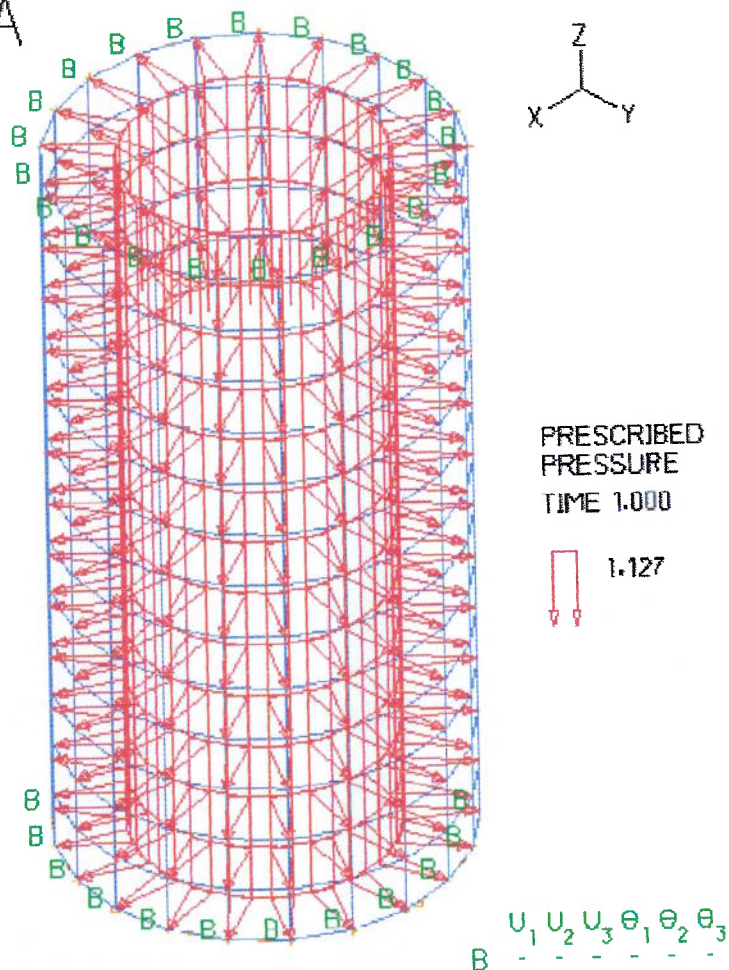 B B B B B
B B
B B
B B
B B
B B
B B
B B B B B B B
Z
X Y
PRESCRIBED
PRESSURE
TIME 1.000
1.127
B B
B B
B B
B B
B B B B
U₁ U₂ U₃ θ₁ θ₂ θ₃
B - - - - - -